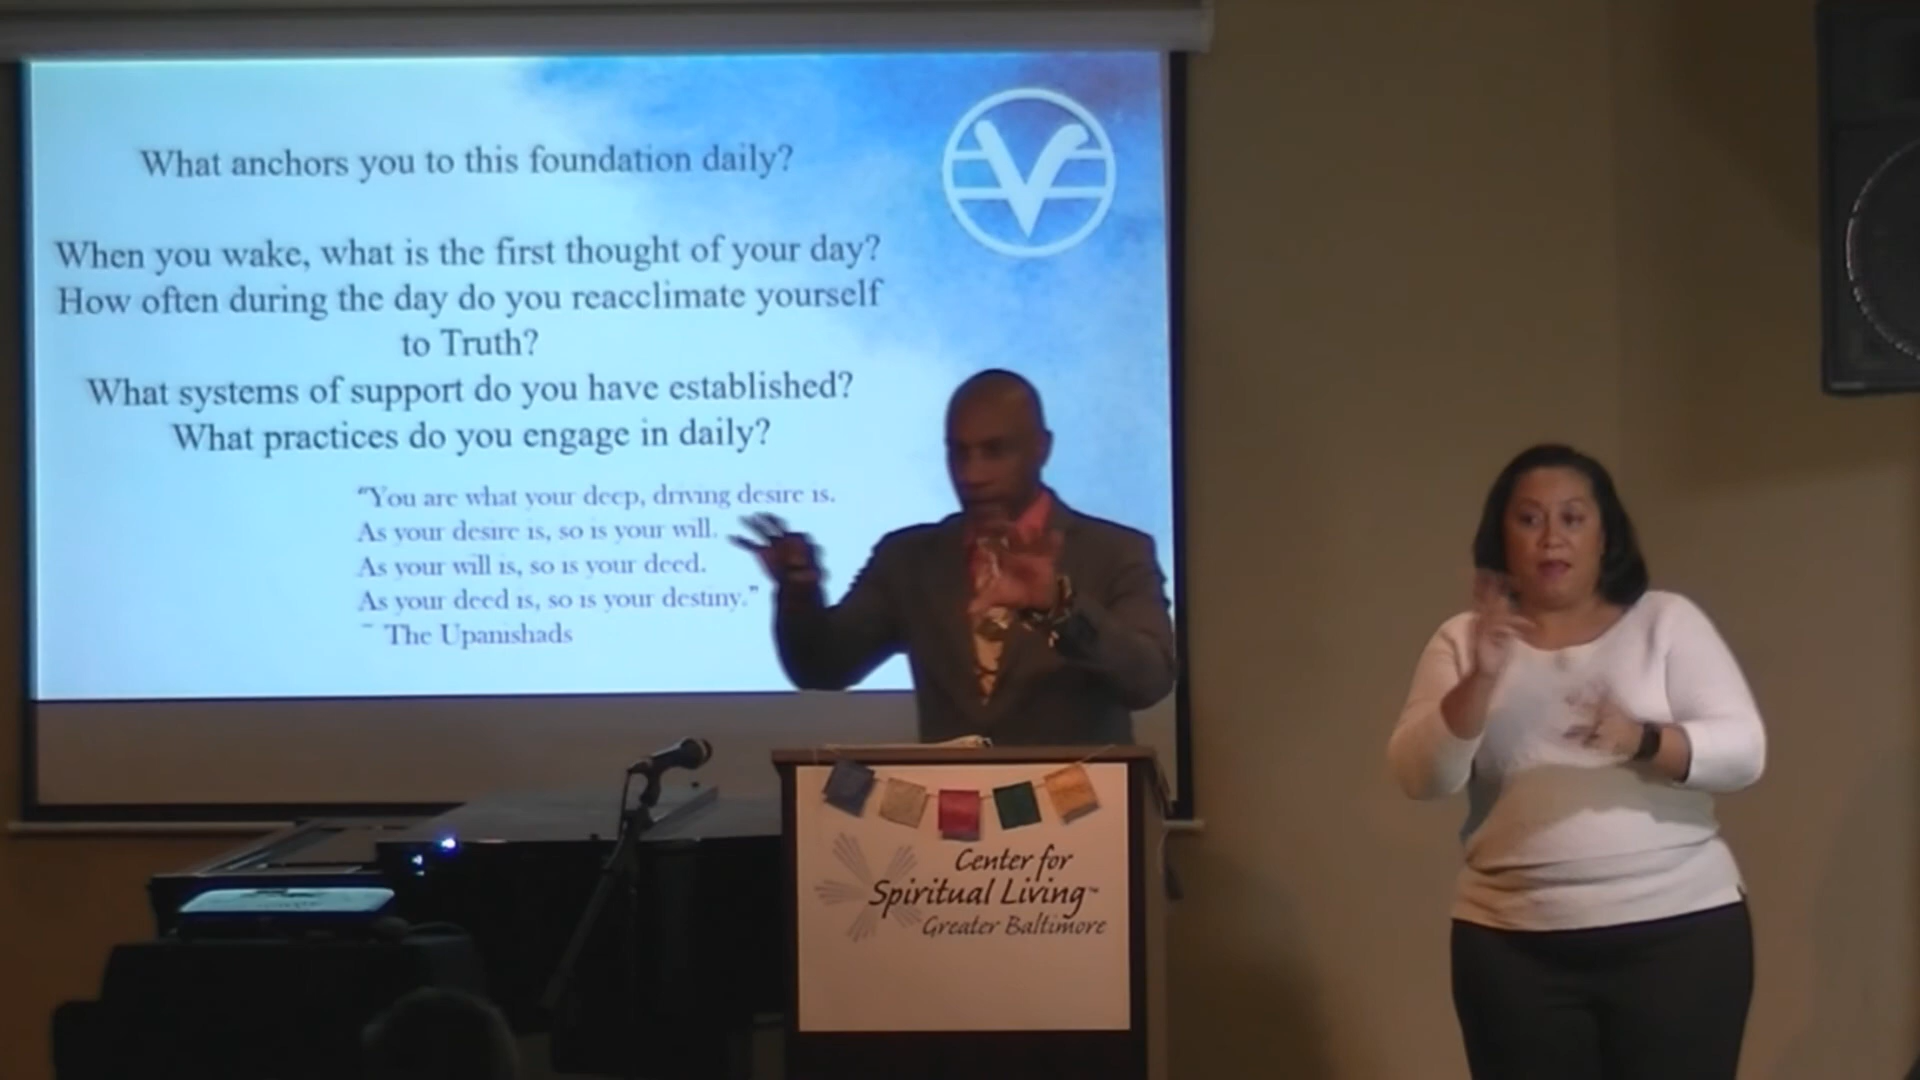 What anchors you to this foundation daily?
When you wake, what is the first thought of your day?
How often during the day do you reacclimate yourself
to Truth?
What systems of support do you have established?
What practices do you engage in daily?
"You are what your deep, driving desire is.
As your desire is, so is your will.
As your will is, so is your deed.
As your deed is, so is your destiny."
~ The Upanishads
Center for
Spiritual Living™
Greater Baltimore